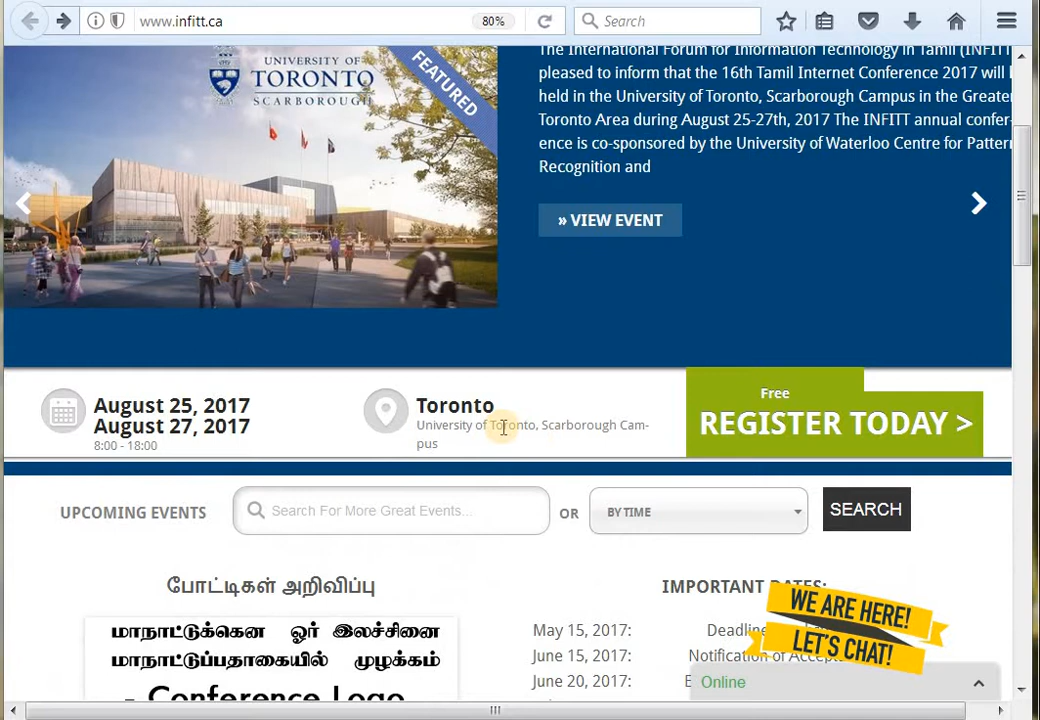 www.infitt.ca
80%
Search
UNIVERSITY OF
TORONTO
SCARBOROUGH
FEATURED
The International Forum for Information Technology in Tamil (INFITT
pleased to inform that the 16th Tamil Internet Conference 2017 will
held in the University of Toronto, Scarborough Campus in the Greater
Toronto Area during August 25-27th, 2017 The INFITT annual confer-
ence is co-sponsored by the University of Waterloo Centre for Pattern
Recognition and
» VIEW EVENT
August 25, 2017
August 27, 2017
8:00 - 18:00
Toronto
University of Toronto, Scarborough Cam-
pus
Free
REGISTER TODAY >
UPCOMING EVENTS
Search For More Great Events...
OR
BY TIME
SEARCH
போட்டிகள் அறிவிப்பு
IMPORTANT DATES:
மாநாட்டுக்கென ஓர் இலச்சினை
மாநாட்டுப்பதாகையில் முழக்கம்
– Conference Logo
May 15, 2017:
June 15, 2017: Notification of
June 20, 2017:
WE ARE HERE!
LET'S CHAT!
Online